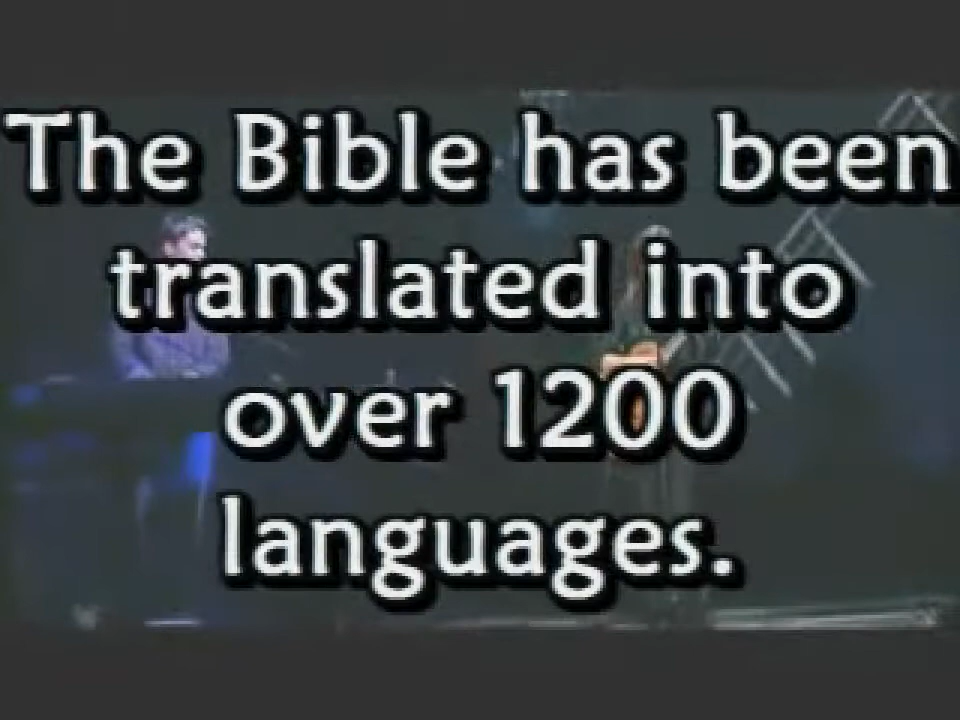 The Bible has been
translated into
over 1200
languages.